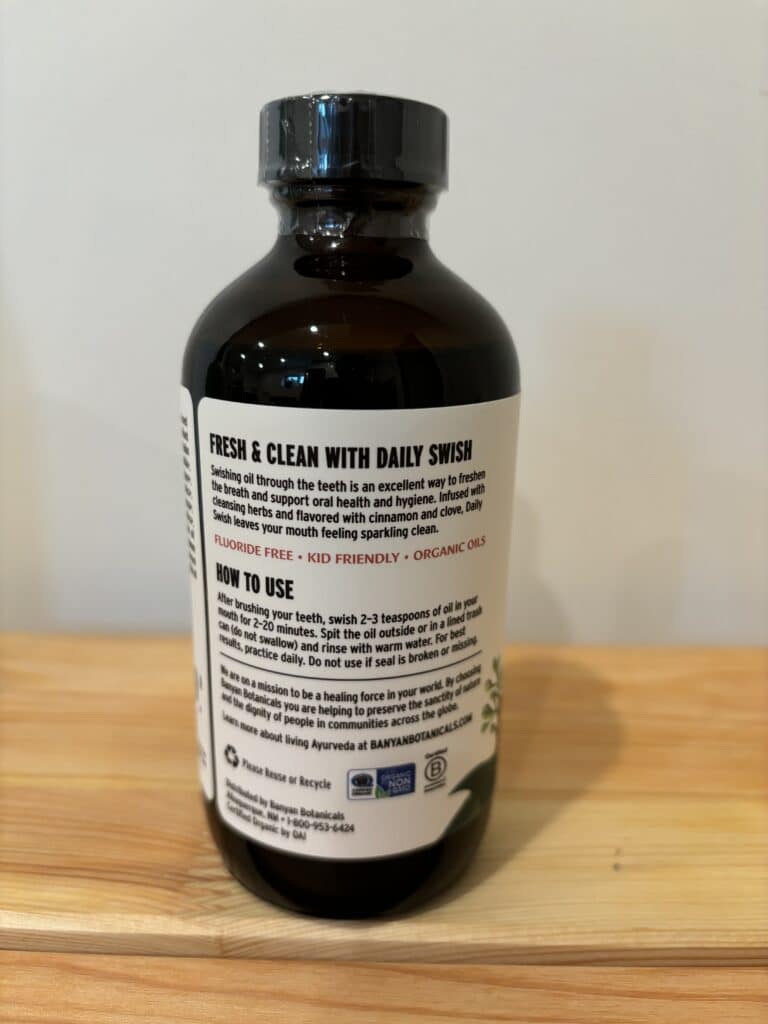 FRESH & CLEAN WITH DAILY SWISH
Swishing oil through the teeth is an excellent way to freshen
the breath and support oral health and hygiene. Infused with
cleansing herbs and flavored with cinnamon and clove, Daily
Swish leaves your mouth feeling sparkling clean.
FLUORIDE FREE • KID FRIENDLY • ORGANIC OILS
HOW TO USE
After brushing your teeth, swish 2–3 teaspoons of oil in your
mouth for 2–20 minutes. Spit the oil outside or in a lined trash
can (do not swallow) and rinse with warm water. For best
results, practice daily. Do not use if seal is broken or missing.
We are on a mission to be a healing force in your world. By choosing
Banyan Botanicals you are helping to preserve the sanctity of nature
and the dignity of people in communities across the globe.
Learn more about living Ayurveda at BANYANBOTANICALS.COM
Please Reuse or Recycle
ORGANIC
NON
GMO
Certified
B
Distributed by Banyan Botanicals
Albuquerque, NM • 1-800-953-6424
Certified Organic by OAI